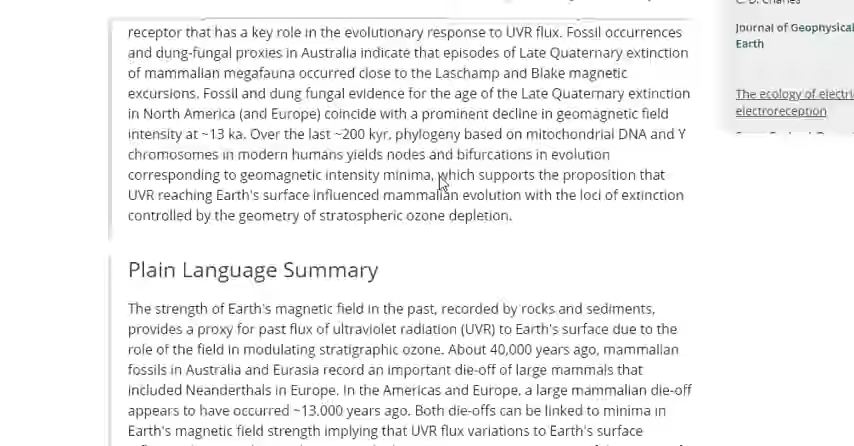 receptor that has a key role in the evolutionary response to UVR flux. Fossil occurrences
and dung-fungal proxies in Australia indicate that episodes of Late Quaternary extinction
of mammalian megafauna occurred close to the Laschamp and Blake magnetic
excursions. Fossil and dung fungal evidence for the age of the Late Quaternary extinction
in North America (and Europe) coincide with a prominent decline in geomagnetic field
intensity at ~13 ka. Over the last ~200 kyr, phylogeny based on mitochondrial DNA and Y
chromosomes in modern humans yields nodes and bifurcations in evolution
corresponding to geomagnetic intensity minima, which supports the proposition that
UVR reaching Earth's surface influenced mammalian evolution with the loci of extinction
controlled by the geometry of stratospheric ozone depletion.
Plain Language Summary
The strength of Earth's magnetic field in the past, recorded by rocks and sediments,
provides a proxy for past flux of ultraviolet radiation (UVR) to Earth's surface due to the
role of the field in modulating stratigraphic ozone. About 40,000 years ago, mammalian
fossils in Australia and Eurasia record an important die-off of large mammals that
included Neanderthals in Europe. In the Americas and Europe, a large mammalian die-off
appears to have occurred ~13,000 years ago. Both die-offs can be linked to minima in
Earth's magnetic field strength implying that UVR flux variations to Earth's surface
Journal of Geophysical
Earth
The ecology of electri
electroreception